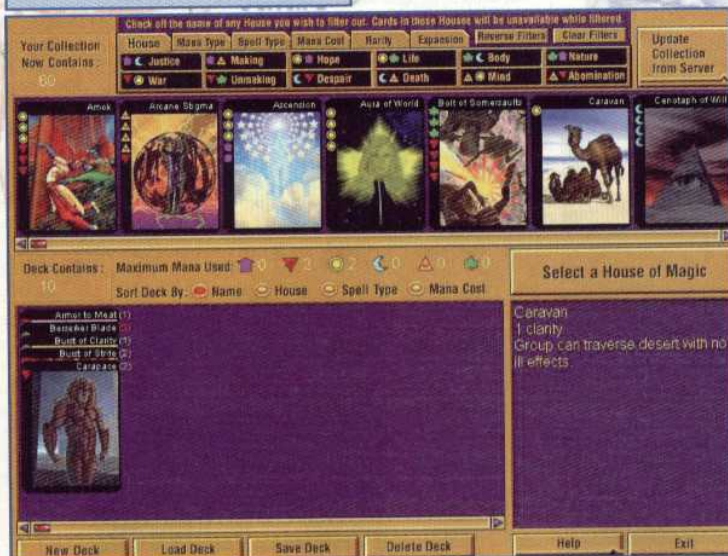 Check off the name of any House you wish to filter out. Cards in those Houses will be unavailable while filtered.
Your Collection
Now Contains :
60
House Mana Type Spell Type Mana Cost Rarity Expansion Reverse Filters Clear Filters
Update
Collection
from Server
Justice Making Hope Life Body Nature
War Unmaking Despair Death Mind Abomination
Amok Arcane Stigma Ascension Aura of World Bolt of Somersaults Caravan Cenotaph of
Deck Contains :
10
Maximum Mana Used: 0 3 2 0 0 0
Sort Deck By: Name House Spell Type Mana Cost
Select a House of Magic
Armor to Meat (1)
Berserker Blade
Burst of Clarity (1)
Burst of Strife (2)
Carapace (2)
Caravan
1 clarity
Group can traverse desert with no
ill effects.
New Deck Load Deck Save Deck Delete Deck Help Exit